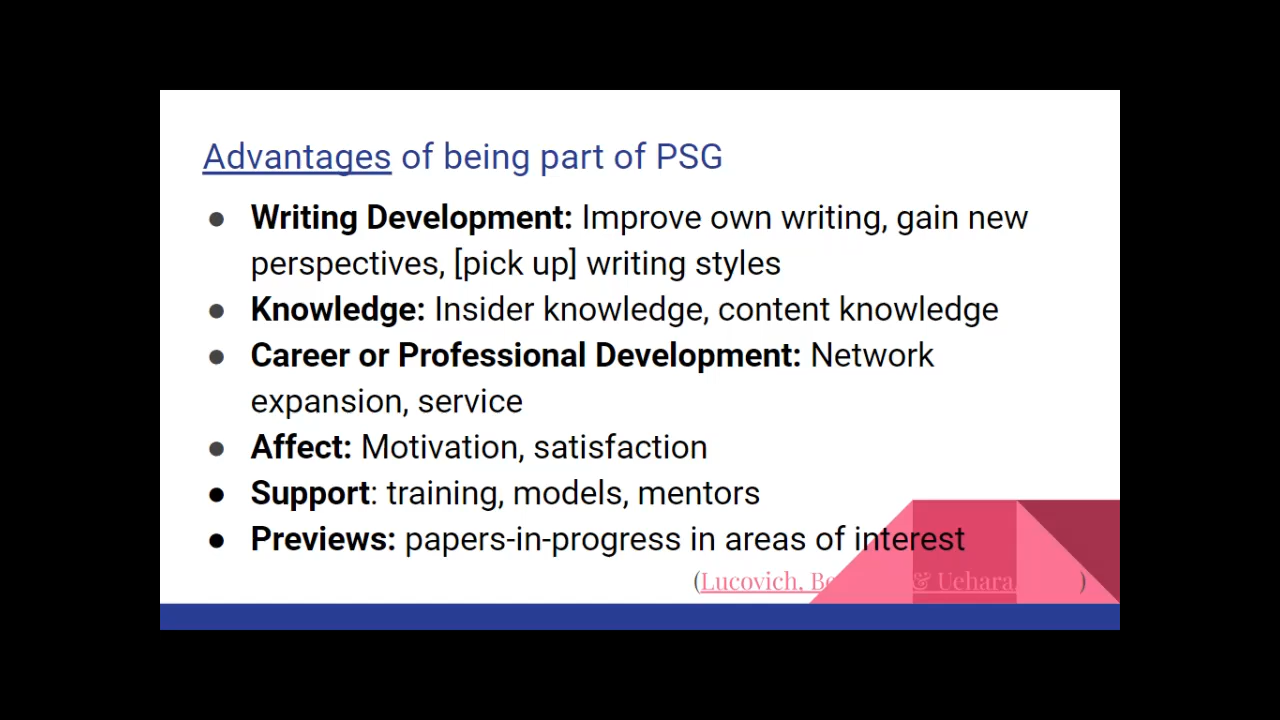 Advantages of being part of PSG
● Writing Development: Improve own writing, gain new
perspectives, [pick up] writing styles
● Knowledge: Insider knowledge, content knowledge
● Career or Professional Development: Network
expansion, service
● Affect: Motivation, satisfaction
● Support: training, models, mentors
● Previews: papers-in-progress in areas of interest
(Lucovich, & Uehara, )